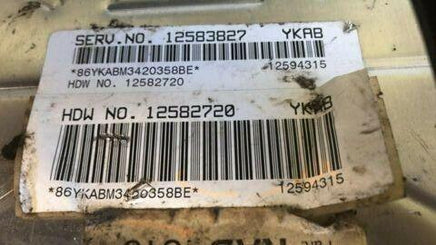 SERV.NO. 12583827 YKAB
*86YKABM3420358BE* 12594315
HDW NO. 12582720
HDW NO. 12582720 YKAB
*86YKABM3420358BE* 12594315